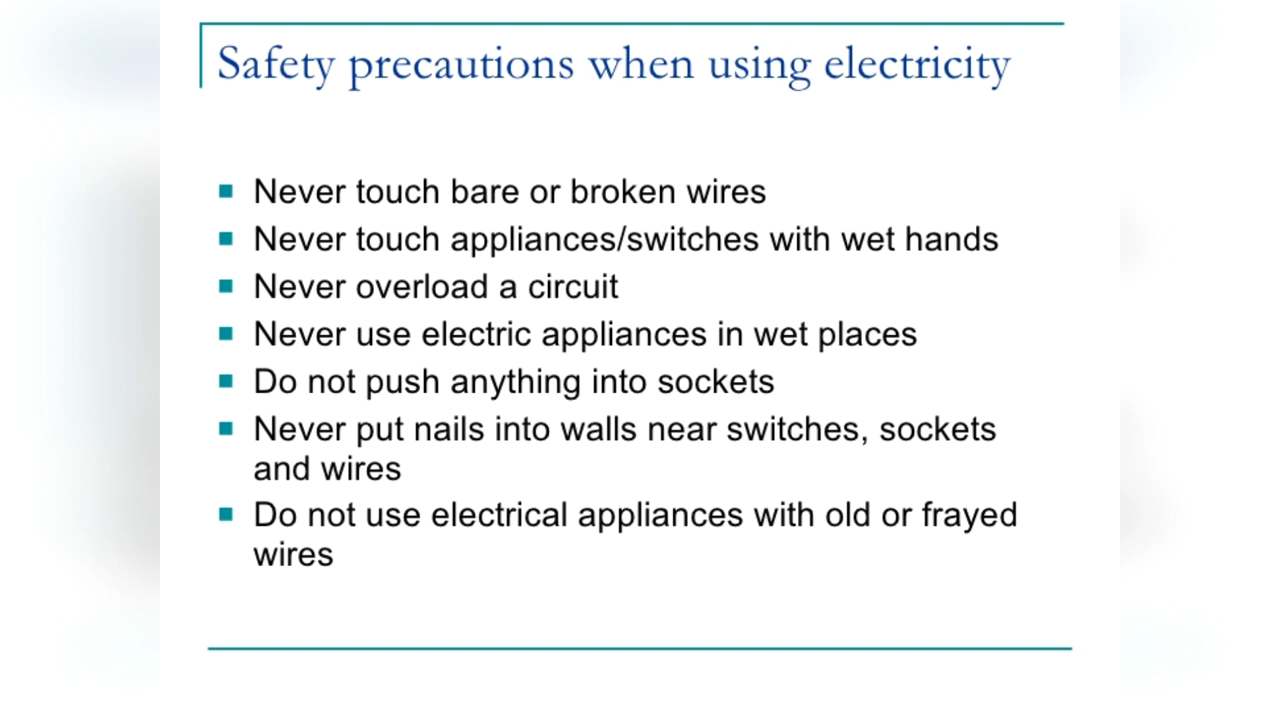 Safety precautions when using electricity
Never touch bare or broken wires
Never touch appliances/switches with wet hands
Never overload a circuit
Never use electric appliances in wet places
Do not push anything into sockets
Never put nails into walls near switches, sockets
and wires
Do not use electrical appliances with old or frayed
wires